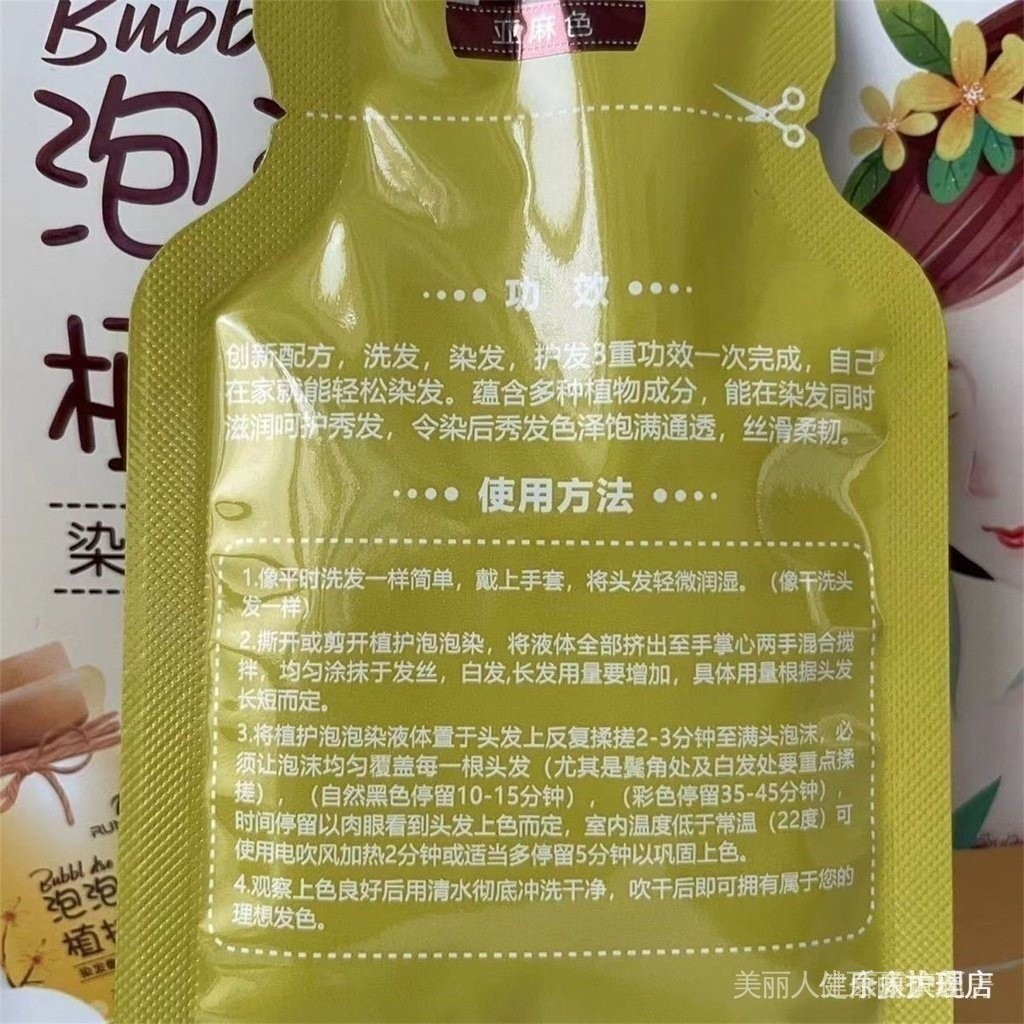 Bubb
泡
亚麻色
染
功 效
创新配方，洗发，染发，护发3重功效一次完成，自己
在家就能轻松染发。蕴含多种植物成分，能在染发同时
滋润呵护秀发，令染后秀发色泽饱满通透，丝滑柔韧。
使用方法
1.像平时洗发一样简单，戴上手套，将头发轻微润湿。（像干洗头
发一样）
2.撕开或剪开植护泡泡染，将液体全部挤出至手掌心两手混合搅
拌，均匀涂抹于发丝，白发,长发用量要增加，具体用量根据头发
长短而定。
3.将植护泡泡染液体置于头发上反复揉搓2-3分钟至满头泡沫，必
须让泡沫均匀覆盖每一根头发（尤其是鬓角处及白发处要重点揉
搓），（自然黑色停留10-15分钟），（彩色停留35-45分钟），
时间停留以肉眼看到头发上色而定，室内温度低于常温（22度）可
使用电吹风加热2分钟或适当多停留5分钟以巩固上色。
4.观察上色良好后用清水彻底冲洗干净，吹干后即可拥有属于您的
理想发色。
RUN
Bubbl
泡泡
植护
美丽人健
护理店